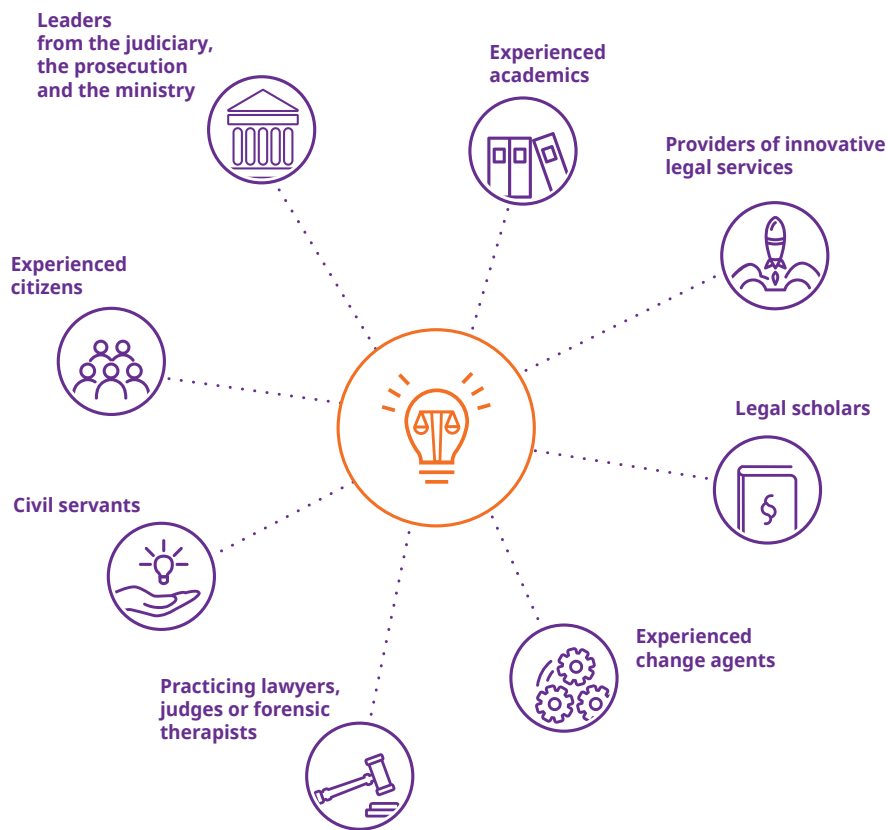 Leaders
from the judiciary,
the prosecution
and the ministry
Experienced
academics
Providers of innovative
legal services
Experienced
citizens
Legal scholars
§
Civil servants
Experienced
change agents
Practicing lawyers,
judges or forensic
therapists